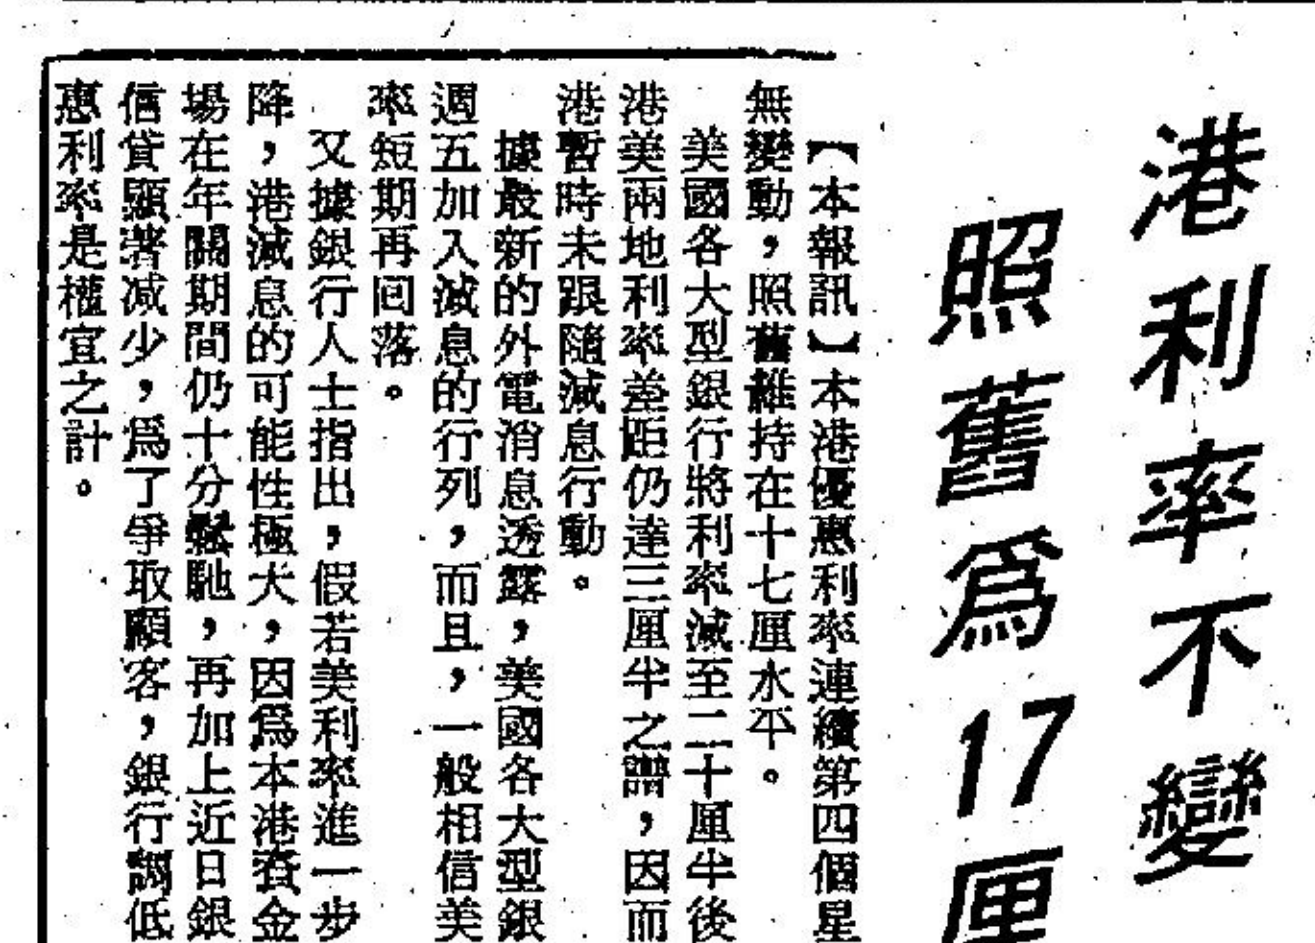 港利率不變
照舊爲17厘
【本報訊】本港優惠利率連續第四個星
無變動，照舊維持在十七厘水平。
美國各大型銀行將利率減至二十厘半後
港美兩地利率差距仍達三厘半之譜，因而
港暫時未跟隨減息行動。
據最新的外電消息透露，美國各大型銀
週五加入減息的行列，而且，一般相信美
率短期再回落。
又據銀行人士指出，假若美利率進一步
降，港減息的可能性極大，因爲本港資金
場在年關期間仍十分鬆馳，再加上近日銀
信貸顯著減少，爲了爭取顧客，銀行調低
惠利率是權宜之計。